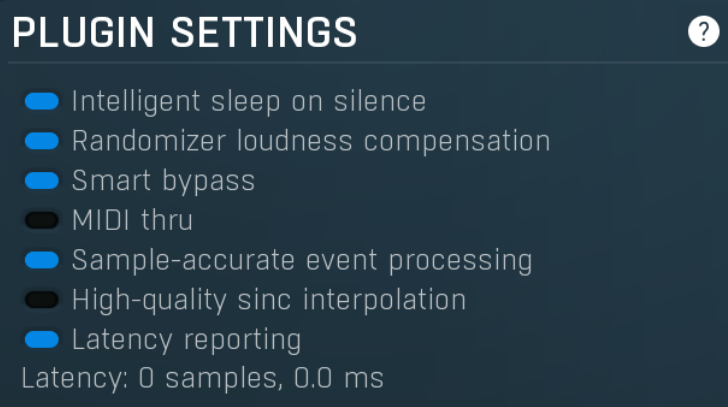 PLUGIN SETTINGS
?
Intelligent sleep on silence
Randomizer loudness compensation
Smart bypass
MIDI thru
Sample-accurate event processing
High-quality sinc interpolation
Latency reporting
Latency: 0 samples, 0.0 ms